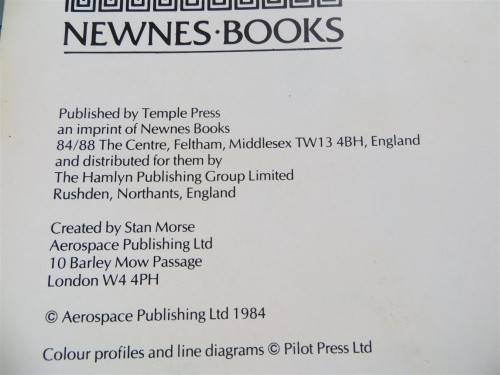 NEWNES·BOOKS
Published by Temple Press
an imprint of Newnes Books
84/88 The Centre, Feltham, Middlesex TW13 4BH, England
and distributed for them by
The Hamlyn Publishing Group Limited
Rushden, Northants, England
Created by Stan Morse
Aerospace Publishing Ltd
10 Barley Mow Passage
London W4 4PH
© Aerospace Publishing Ltd 1984
Colour profiles and line diagrams © Pilot Press Ltd